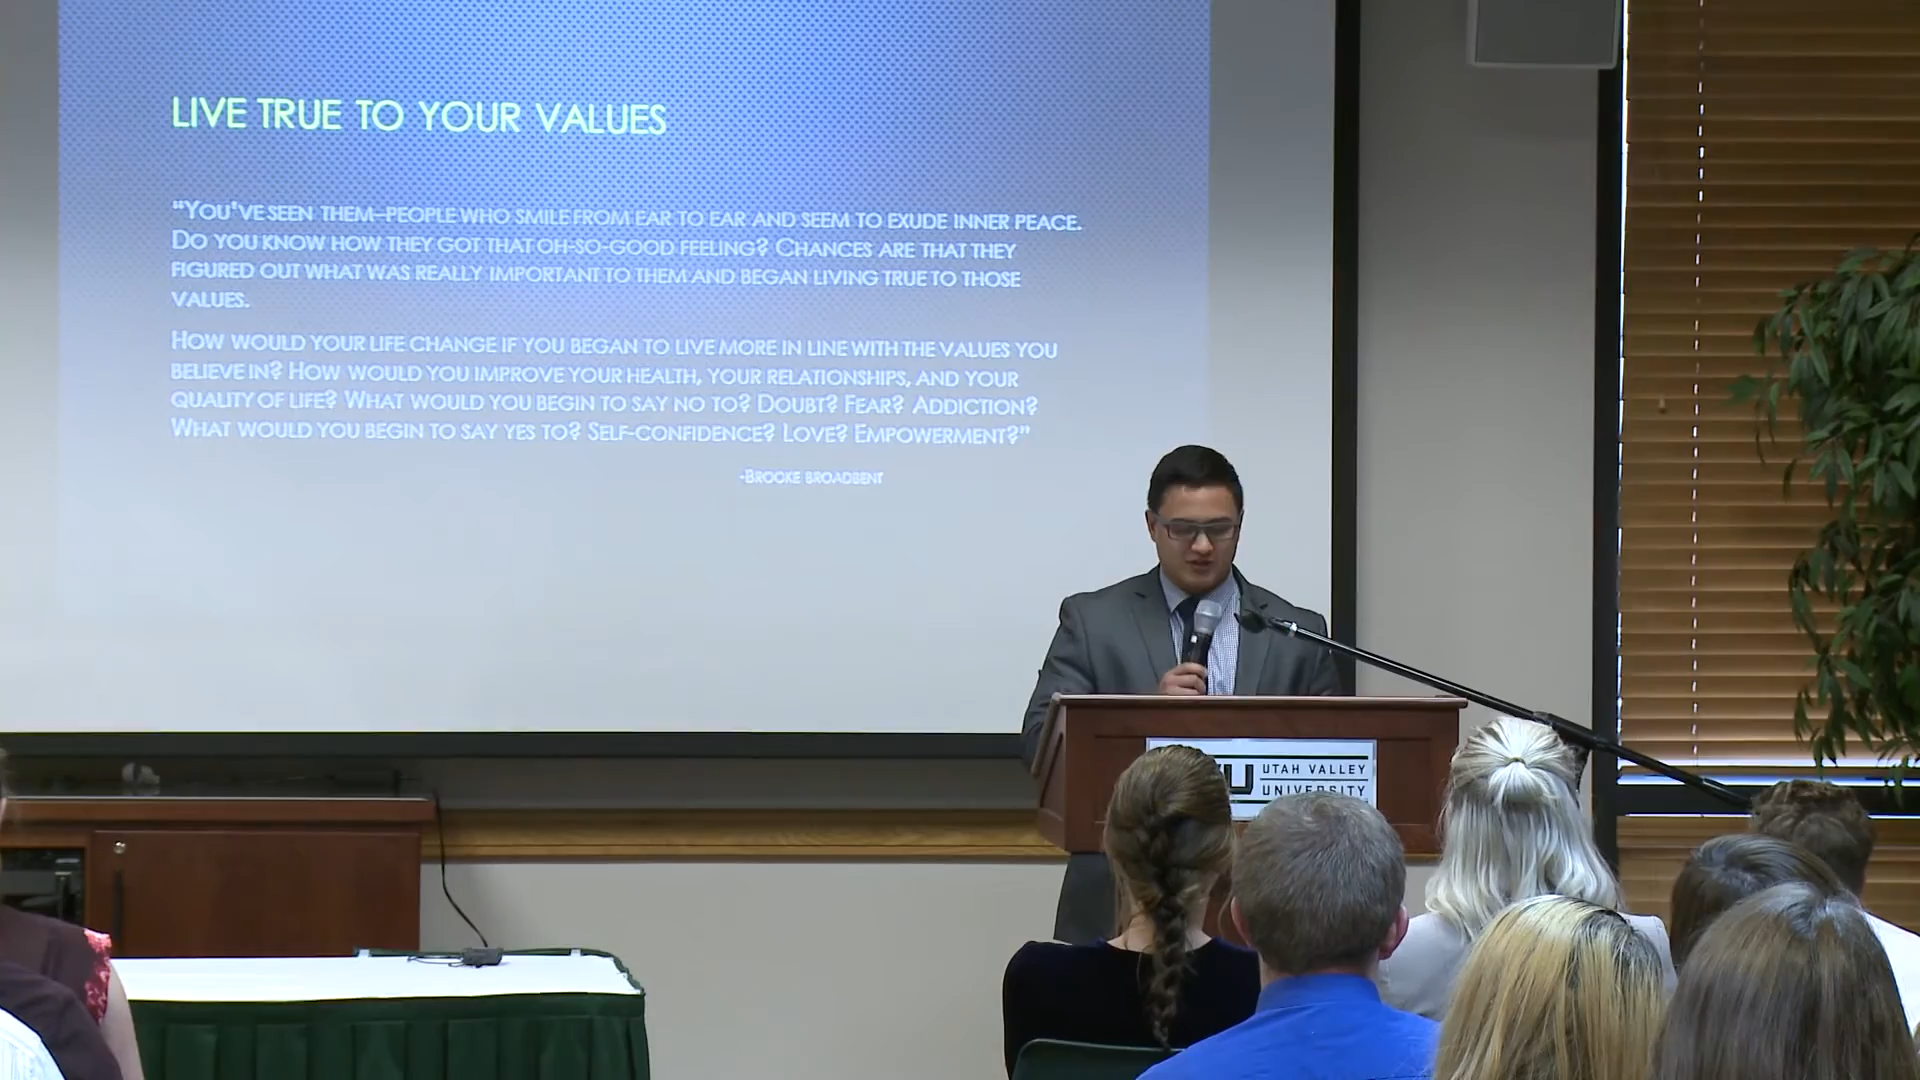 LIVE TRUE TO YOUR VALUES
“YOU’VE SEEN THEM–PEOPLE WHO SMILE FROM EAR TO EAR AND SEEM TO EXUDE INNER PEACE.
DO YOU KNOW HOW THEY GOT THAT OH-SO-GOOD FEELING? CHANCES ARE THAT THEY
FIGURED OUT WHAT WAS REALLY IMPORTANT TO THEM AND BEGAN LIVING TRUE TO THOSE
VALUES.
HOW WOULD YOUR LIFE CHANGE IF YOU BEGAN TO LIVE MORE IN LINE WITH THE VALUES YOU
BELIEVE IN? HOW WOULD YOU IMPROVE YOUR HEALTH, YOUR RELATIONSHIPS, AND YOUR
QUALITY OF LIFE? WHAT WOULD YOU BEGIN TO SAY NO TO? DOUBT? FEAR? ADDICTION?
WHAT WOULD YOU BEGIN TO SAY YES TO? SELF-CONFIDENCE? LOVE? EMPOWERMENT?”
-BROOKE BROADBENT
UTAH VALLEY
UNIVERSITY